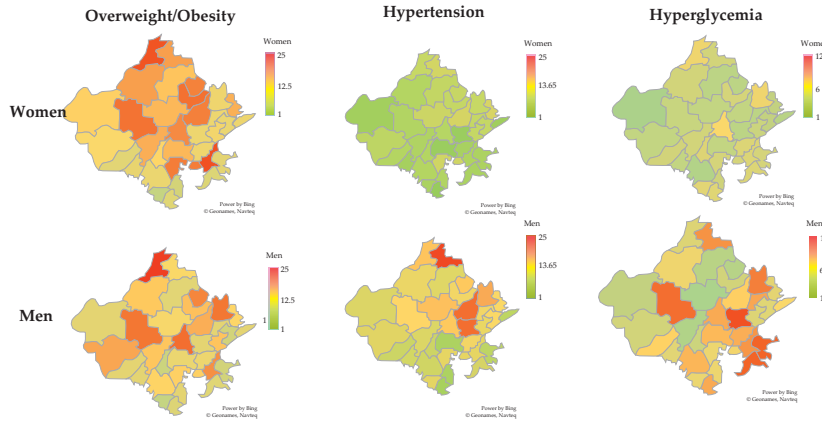 Overweight/Obesity
Hypertension
Hyperglycemia
Women
Women
25
12.5
1
Power by Bing
© Geonames, Navteq
Women
25
13.65
1
Power by Bing
© Geonames, Navteq
Women
12
6
1
Power by Bing
© Geonames, Navteq
Men
Men
25
12.5
1
Power by Bing
© Geonames, Navteq
Men
25
13.65
1
Power by Bing
© Geonames, Navteq
Men
6
Power by Bing
© Geonames, Navteq